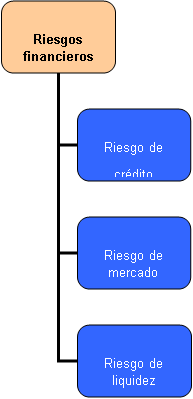 Riesgos
financieros
Riesgo de
crédito
Riesgo de
mercado
Riesgo de
liquidez